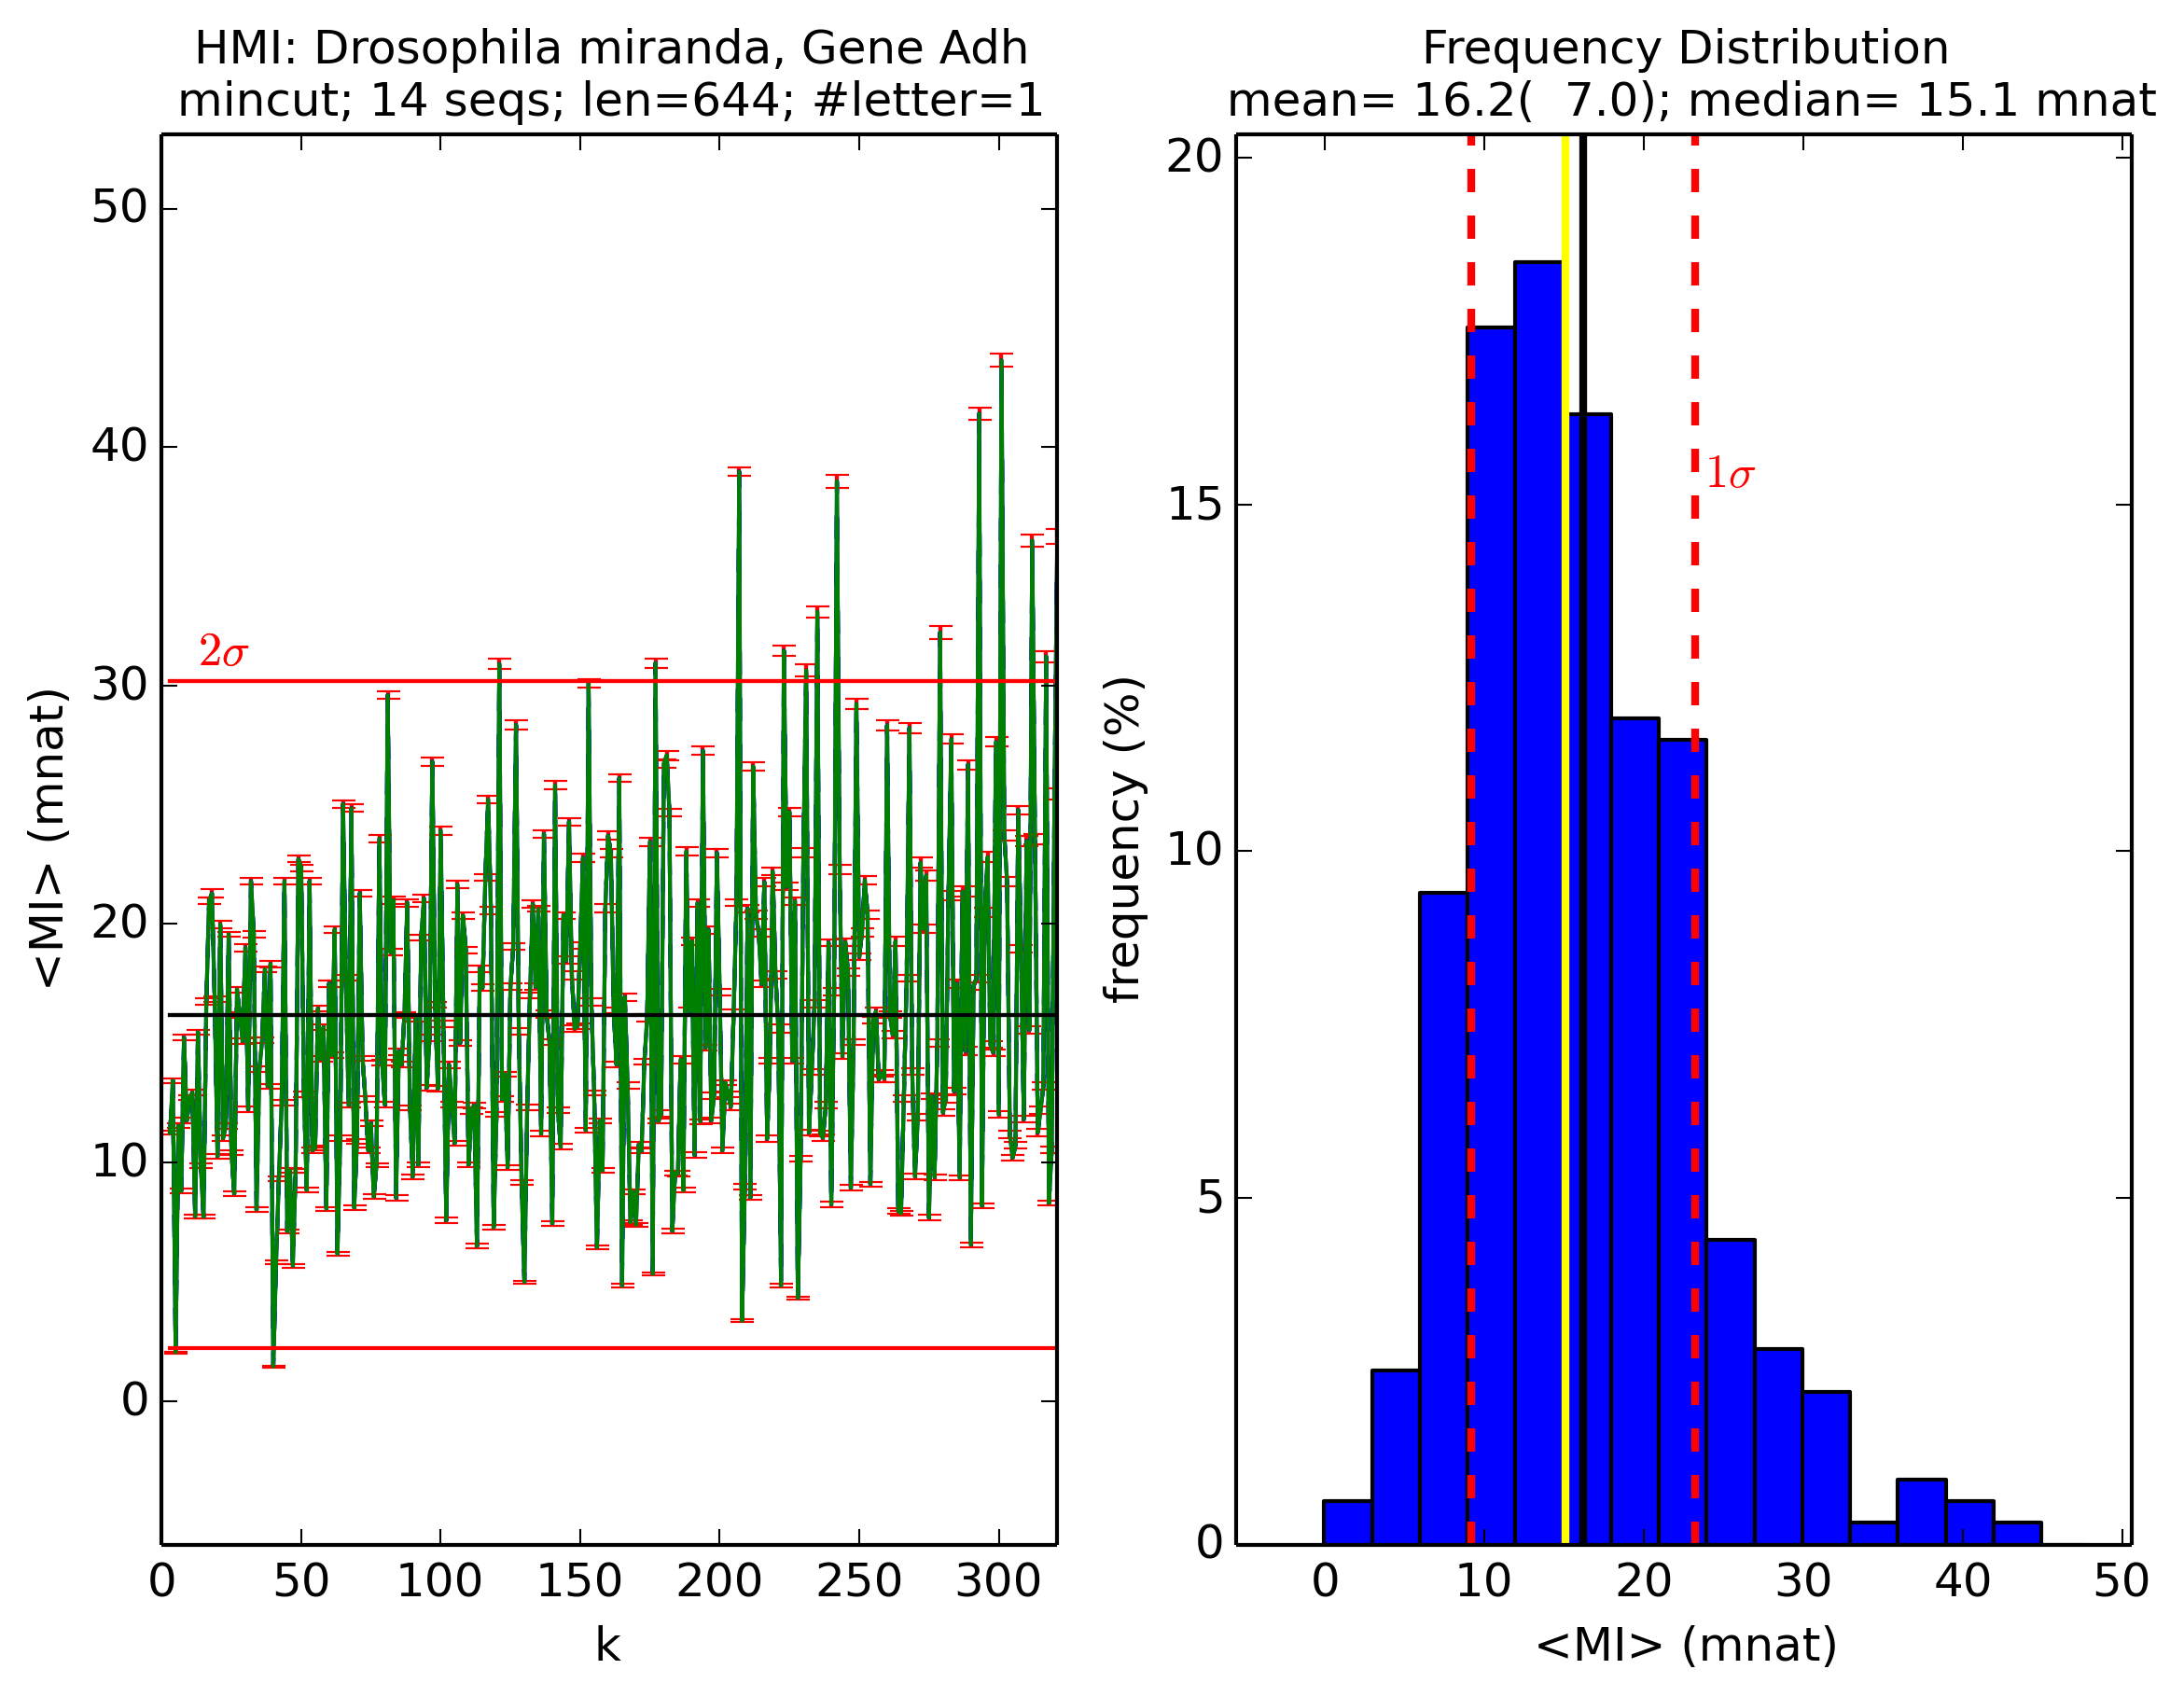 HMI: Drosophila miranda, Gene Adh
mincut; 14 seqs; len=644; #letter=1
<MI> (mnat)
50
40
30
20
10
0
2σ
0 50 100 150 200 250 300
k
Frequency Distribution
mean= 16.2(  7.0); median= 15.1 mnat
frequency (%)
20
15
10
5
0
1σ
0 10 20 30 40 50
<MI> (mnat)